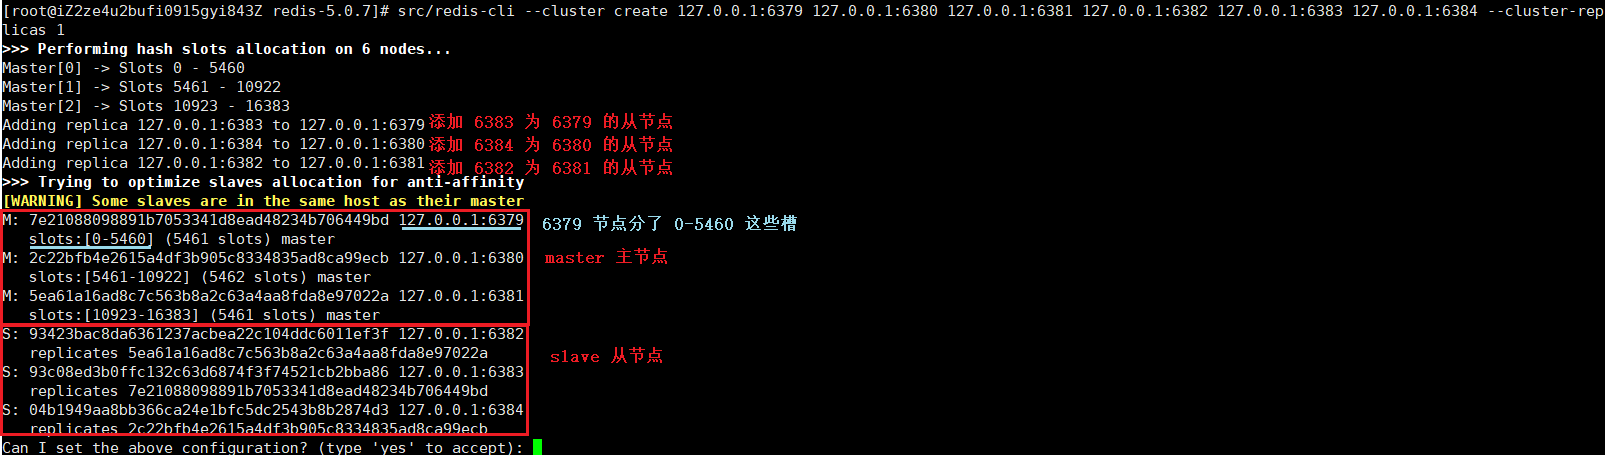 [root@iZ2ze4u2bufi0915gyi843Z redis-5.0.7]# src/redis-cli --cluster create 127.0.0.1:6379 127.0.0.1:6380 127.0.0.1:6381 127.0.0.1:6382 127.0.0.1:6383 127.0.0.1:6384 --cluster-rep
licas 1
>>> Performing hash slots allocation on 6 nodes...
Master[0] -> Slots 0 - 5460
Master[1] -> Slots 5461 - 10922
Master[2] -> Slots 10923 - 16383
Adding replica 127.0.0.1:6383 to 127.0.0.1:6379 添加 6383 为 6379 的从节点
Adding replica 127.0.0.1:6384 to 127.0.0.1:6380 添加 6384 为 6380 的从节点
Adding replica 127.0.0.1:6382 to 127.0.0.1:6381 添加 6382 为 6381 的从节点
>>> Trying to optimize slaves allocation for anti-affinity
[WARNING] Some slaves are in the same host as their master
M: 7e21088098891b7053341d8ead48234b706449bd 127.0.0.1:6379 6379 节点分了 0-5460 这些槽
slots:[0-5460] (5461 slots) master
M: 2c22bfb4e2615a4df3b905c8334835ad8ca99ecb 127.0.0.1:6380 master 主节点
slots:[5461-10922] (5462 slots) master
M: 5ea61a16ad8c7c563b8a2c63a4aa8fda8e97022a 127.0.0.1:6381
slots:[10923-16383] (5461 slots) master
S: 93423bac8da6361237acbea22c104ddc6011ef3f 127.0.0.1:6382
replicates 5ea61a16ad8c7c563b8a2c63a4aa8fda8e97022a slave 从节点
S: 93c08ed3b0ffc132c63d6874f3f74521cb2bba86 127.0.0.1:6383
replicates 7e21088098891b7053341d8ead48234b706449bd
S: 04b1949aa8bb366ca24e1bfc5dc2543b8b2874d3 127.0.0.1:6384
replicates 2c22bfb4e2615a4df3b905c8334835ad8ca99ecb
Can I set the above configuration? (type 'yes' to accept):